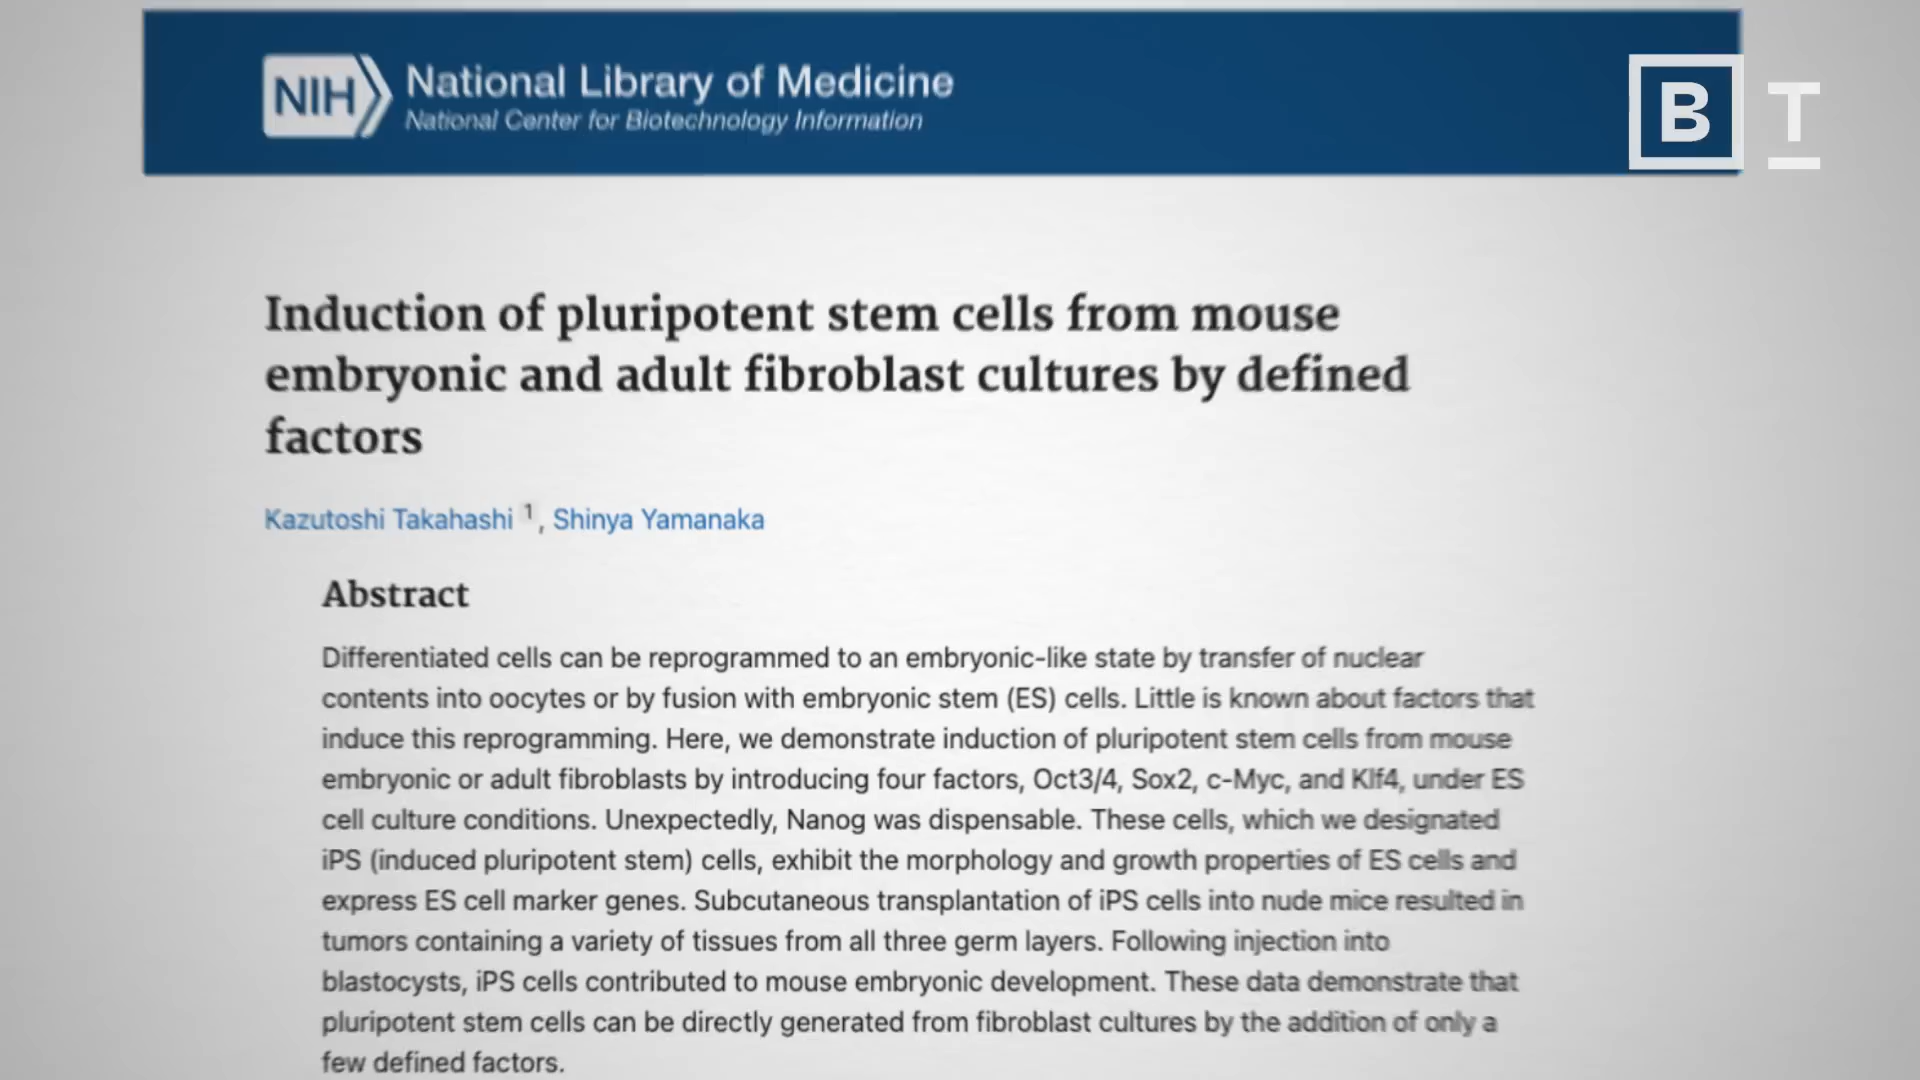 NIH National Library of Medicine
National Center for Biotechnology Information
B T
Induction of pluripotent stem cells from mouse
embryonic and adult fibroblast cultures by defined
factors
Kazutoshi Takahashi 1, Shinya Yamanaka
Abstract
Differentiated cells can be reprogrammed to an embryonic-like state by transfer of nuclear
contents into oocytes or by fusion with embryonic stem (ES) cells. Little is known about factors that
induce this reprogramming. Here, we demonstrate induction of pluripotent stem cells from mouse
embryonic or adult fibroblasts by introducing four factors, Oct3/4, Sox2, c-Myc, and Klf4, under ES
cell culture conditions. Unexpectedly, Nanog was dispensable. These cells, which we designated
iPS (induced pluripotent stem) cells, exhibit the morphology and growth properties of ES cells and
express ES cell marker genes. Subcutaneous transplantation of iPS cells into nude mice resulted in
tumors containing a variety of tissues from all three germ layers. Following injection into
blastocysts, iPS cells contributed to mouse embryonic development. These data demonstrate that
pluripotent stem cells can be directly generated from fibroblast cultures by the addition of only a
few defined factors.